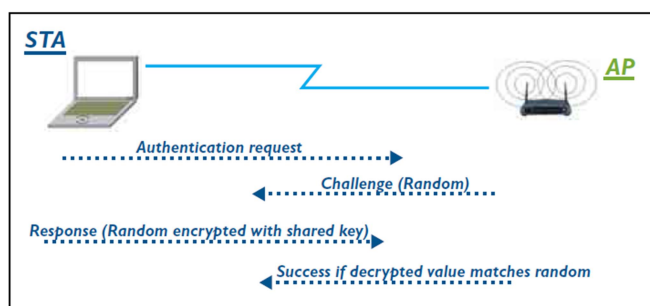 STA
AP
Authentication request
Challenge (Random)
Response (Random encrypted with shared key)
Success if decrypted value matches random